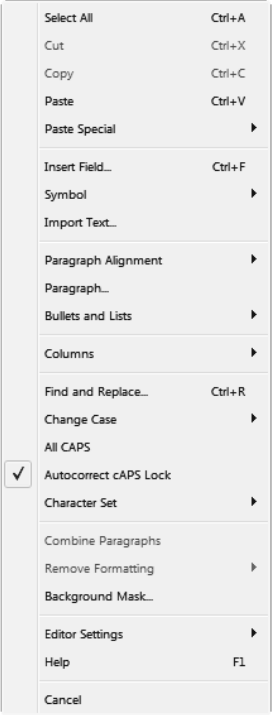 Select All Ctrl+A
Cut Ctrl+X
Copy Ctrl+C
Paste Ctrl+V
Paste Special
Insert Field... Ctrl+F
Symbol
Import Text...
Paragraph Alignment
Paragraph...
Bullets and Lists
Columns
Find and Replace... Ctrl+R
Change Case
All CAPS
Autocorrect cAPS Lock
Character Set
Combine Paragraphs
Remove Formatting
Background Mask...
Editor Settings
Help F1
Cancel